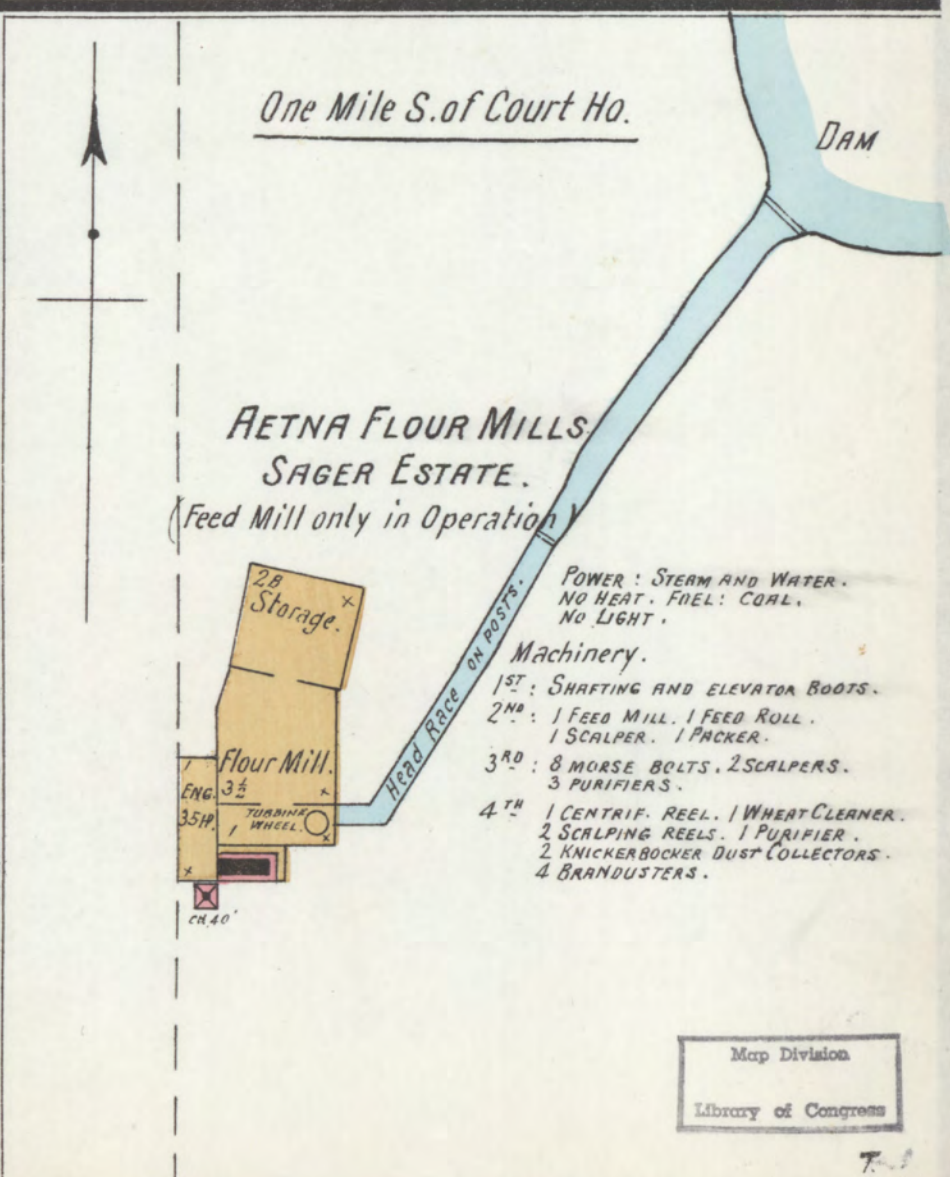 One Mile S. of Court Ho.
DAM
AETNA FLOUR MILLS
SAGER ESTATE.
(Feed Mill only in Operation)
2B
Storage.
X
Head Race ON POSTS.
POWER: STEAM AND WATER.
NO HEAT. FUEL: COAL.
NO LIGHT.
Machinery.
1ST: SHAFTING AND ELEVATOR BOOTS.
2ND: 1 FEED MILL. 1 FEED ROLL.
1 SCALPER. 1 PACKER.
3RD: 8 MORSE BOLTS. 2 SCALPERS.
3 PURIFIERS.
4TH 1 CENTRIF. REEL. 1 WHEAT CLEANER.
2 SCALPING REELS. 1 PURIFIER.
2 KNICKERBOCKER DUST COLLECTORS.
4 BRANDUSTERS.
Flour Mill.
3½
X
1
ENG.
35HP.
X
1
TURBINE
WHEEL.
X
CH.40'
Map Division
Library of Congress